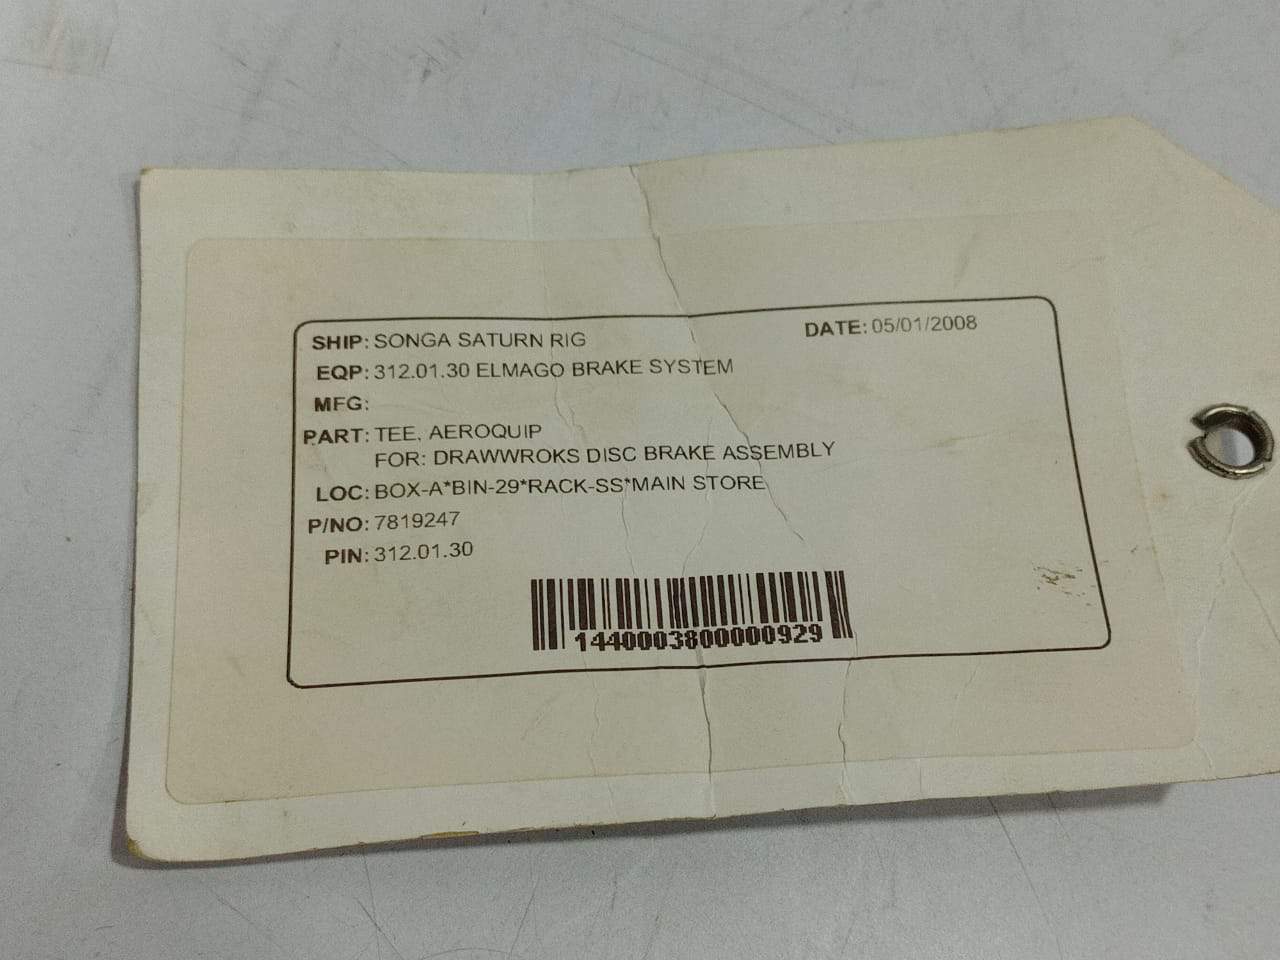 SHIP: SONGA SATURN RIG DATE: 05/01/2008
EQP: 312.01.30 ELMAGO BRAKE SYSTEM
MFG:
PART: TEE, AEROQUIP
FOR: DRAWWROKS DISC BRAKE ASSEMBLY
LOC: BOX-A*BIN-29*RACK-SS*MAIN STORE
P/NO: 7819247
PIN: 312.01.30
1440003800000929